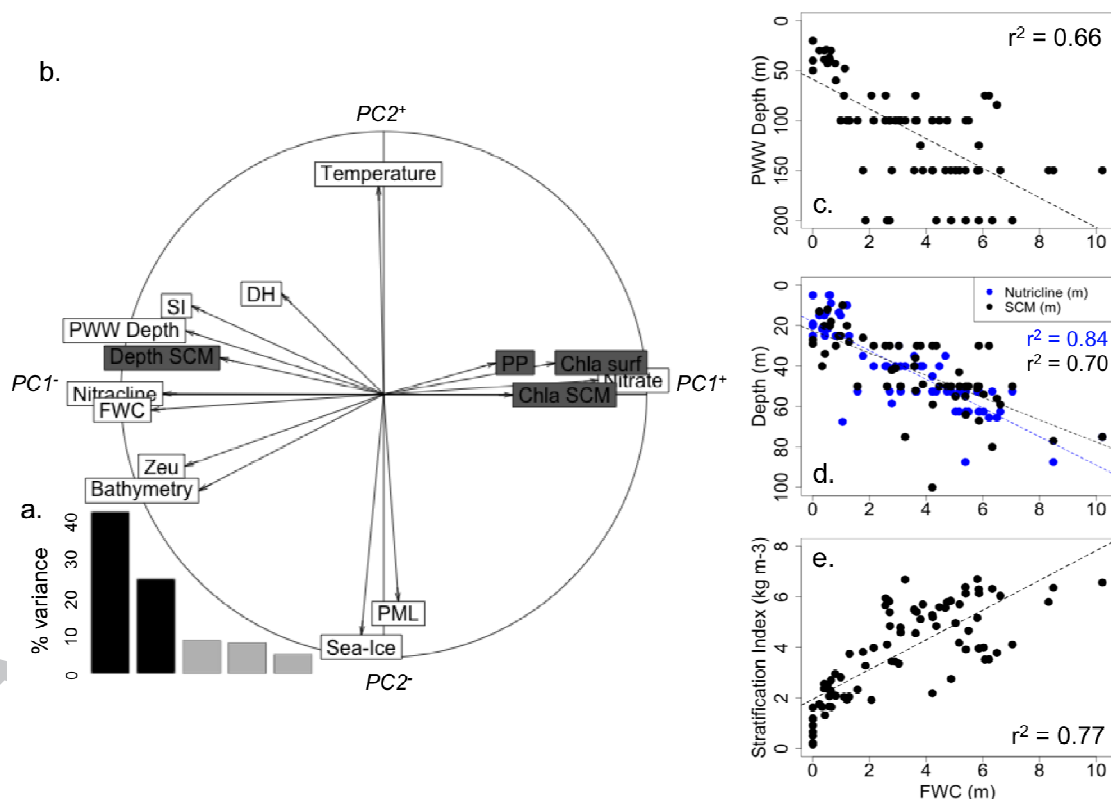 b.
PC2+
Temperature
DH
SI
PWW Depth
Depth SCM
PP
Chla surf
PC1-
Nitracline
Nitrate
PC1+
FWC
Chla SCM
Zeu
Bathymetry
PML
Sea-Ice
PC2-
a.
% variance
0 10 20 30 40
c.
r2 = 0.66
PWW Depth (m)
0
50
100
150
200
0 2 4 6 8 10
d.
Nutricline (m)
SCM (m)
r2 = 0.84
r2 = 0.70
Depth (m)
0
20
40
60
80
100
0 2 4 6 8 10
e.
Stratification Index (kg m-3)
8
6
4
2
0
r2 = 0.77
0 2 4 6 8 10
FWC (m)